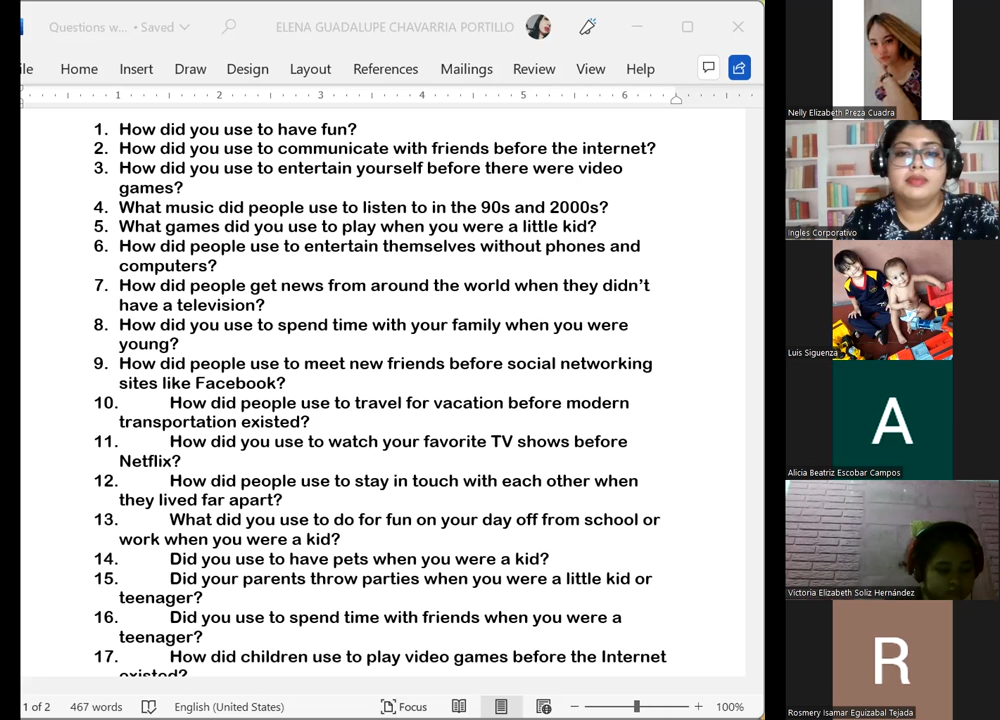 Questions w... • Saved
ELENA GUADALUPE CHAVARRIA PORTILLO
ile Home Insert Draw Design Layout References Mailings Review View Help
1 2 3 4 5 6
1. How did you use to have fun?
2. How did you use to communicate with friends before the internet?
3. How did you use to entertain yourself before there were video
games?
4. What music did people use to listen to in the 90s and 2000s?
5. What games did you use to play when you were a little kid?
6. How did people use to entertain themselves without phones and
computers?
7. How did people get news from around the world when they didn't
have a television?
8. How did you use to spend time with your family when you were
young?
9. How did people use to meet new friends before social networking
sites like Facebook?
10. How did people use to travel for vacation before modern
transportation existed?
11. How did you use to watch your favorite TV shows before
Netflix?
12. How did people use to stay in touch with each other when
they lived far apart?
13. What did you use to do for fun on your day off from school or
work when you were a kid?
14. Did you use to have pets when you were a kid?
15. Did your parents throw parties when you were a little kid or
teenager?
16. Did you use to spend time with friends when you were a
teenager?
17. How did children use to play video games before the Internet
existed?
1 of 2 467 words English (United States) Focus 100%
Nelly Elizabeth Preza Cuadra
Ingles Corporativo
Luis Siguenza
A
Alicia Beatriz Escobar Campos
Victoria Elizabeth Soliz Hernández
R
Rosmery Isamar Eguizabal Tejada